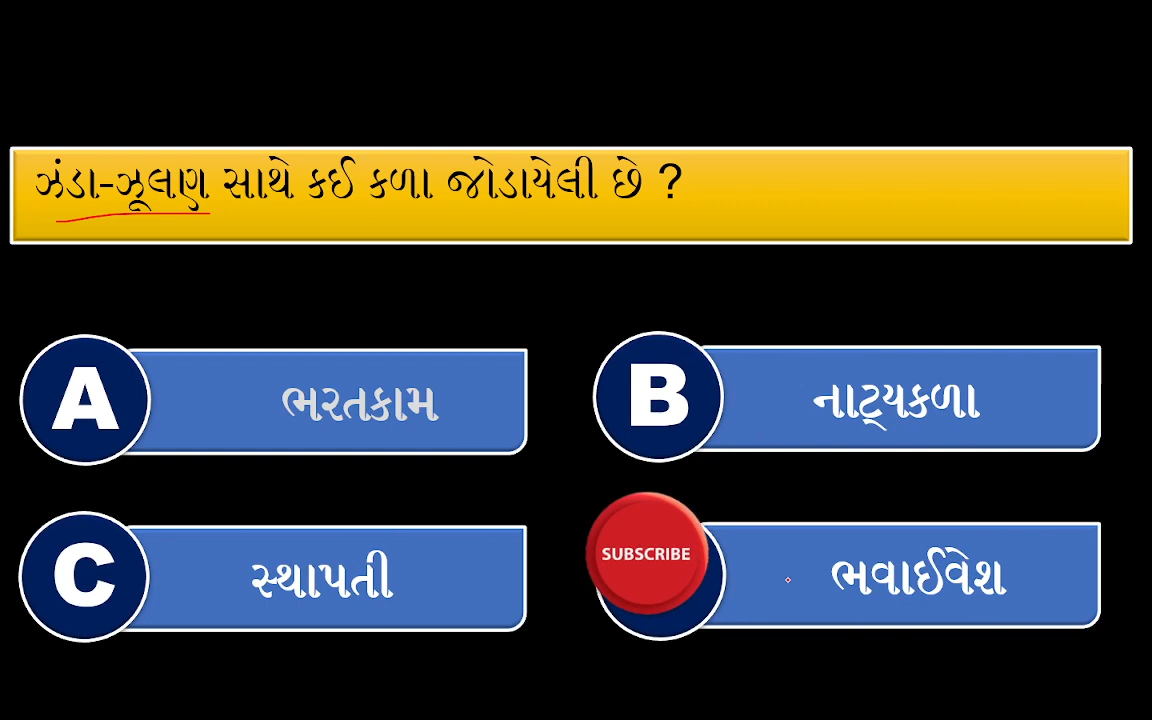 ઝંડા-ઝૂલણ સાથે કઈ કળા જોડાયેલી છે ?
A ભરતકામ
B નાટ્યકળા
C સ્થાપતી
SUBSCRIBE ભવાઈવેશ